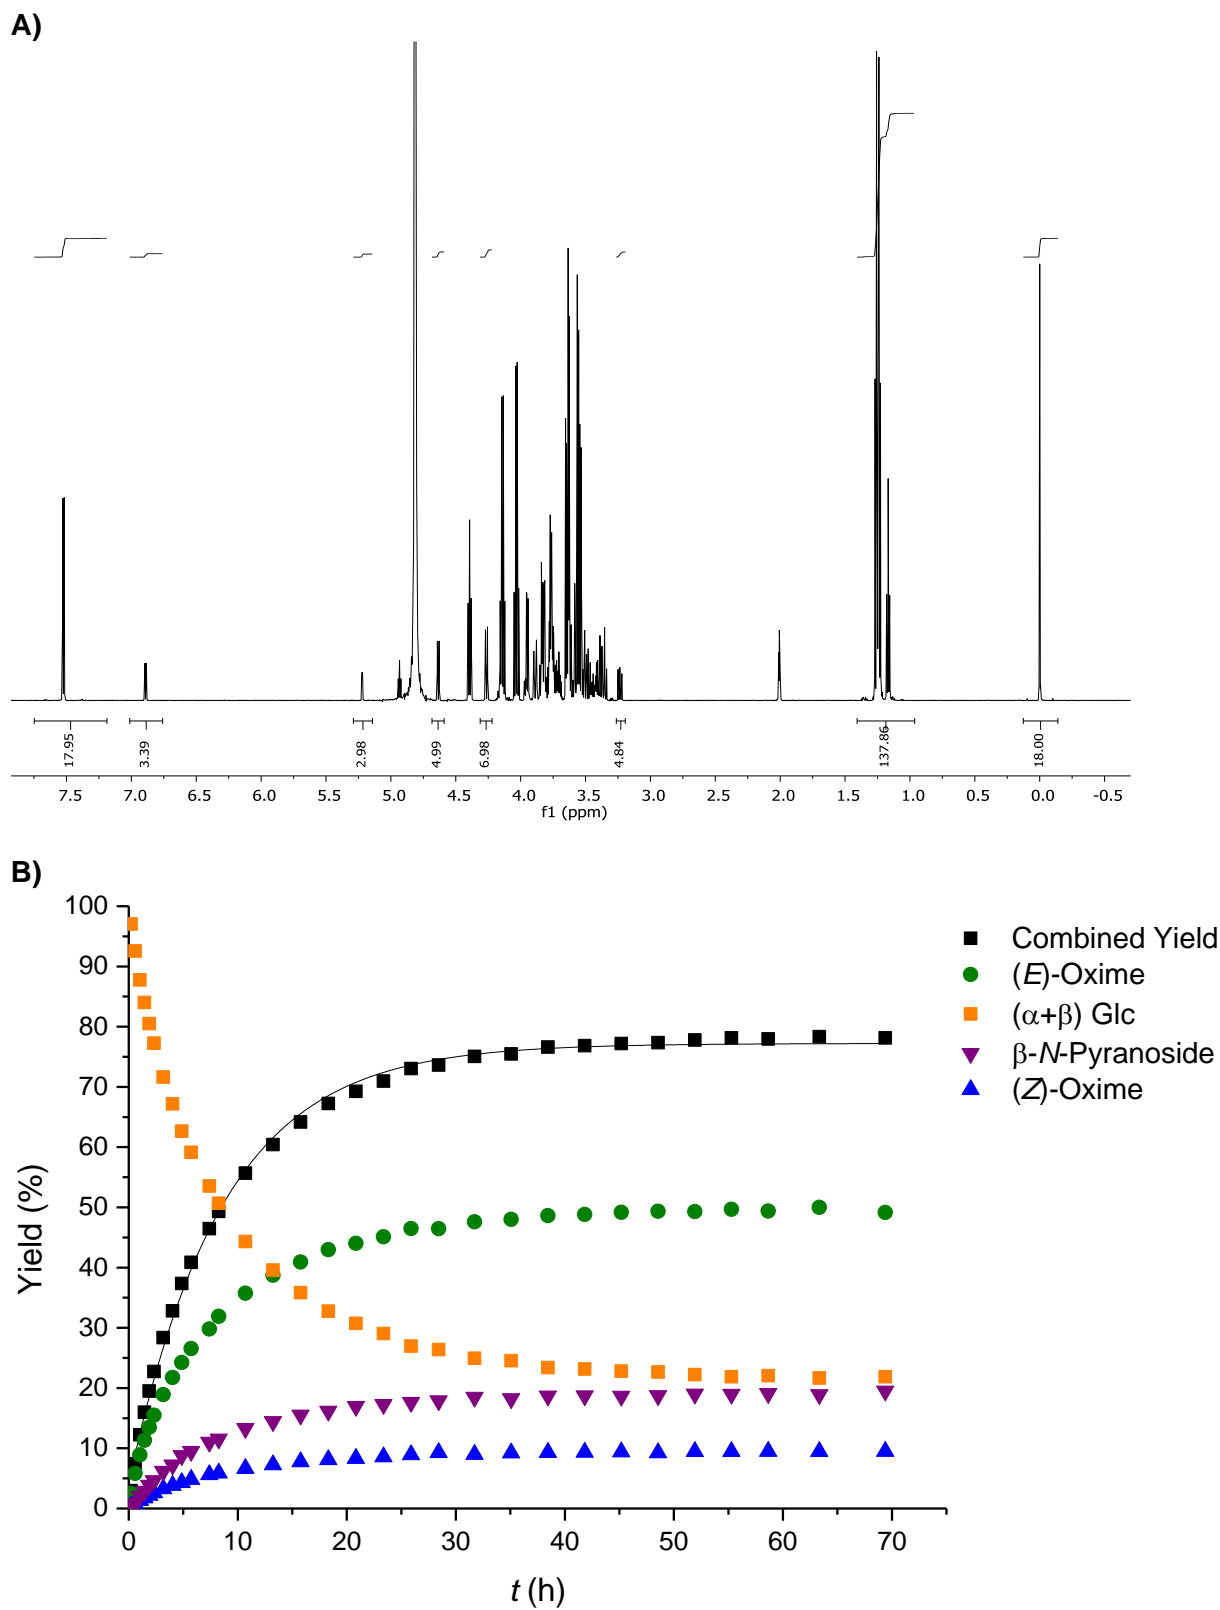 A)
17.95
3.39
2.98
4.99
6.98
4.84
137.86
18.00
7.5 7.0 6.5 6.0 5.5 5.0 4.5 4.0 3.5 3.0 2.5 2.0 1.5 1.0 0.5 0.0 -0.5
f1 (ppm)
B)
100
90
80
70
60
50
40
30
20
10
0
Yield (%)
0 10 20 30 40 50 60 70
t (h)
Combined Yield
(E)-Oxime
(α+β) Glc
β-N-Pyranoside
(Z)-Oxime